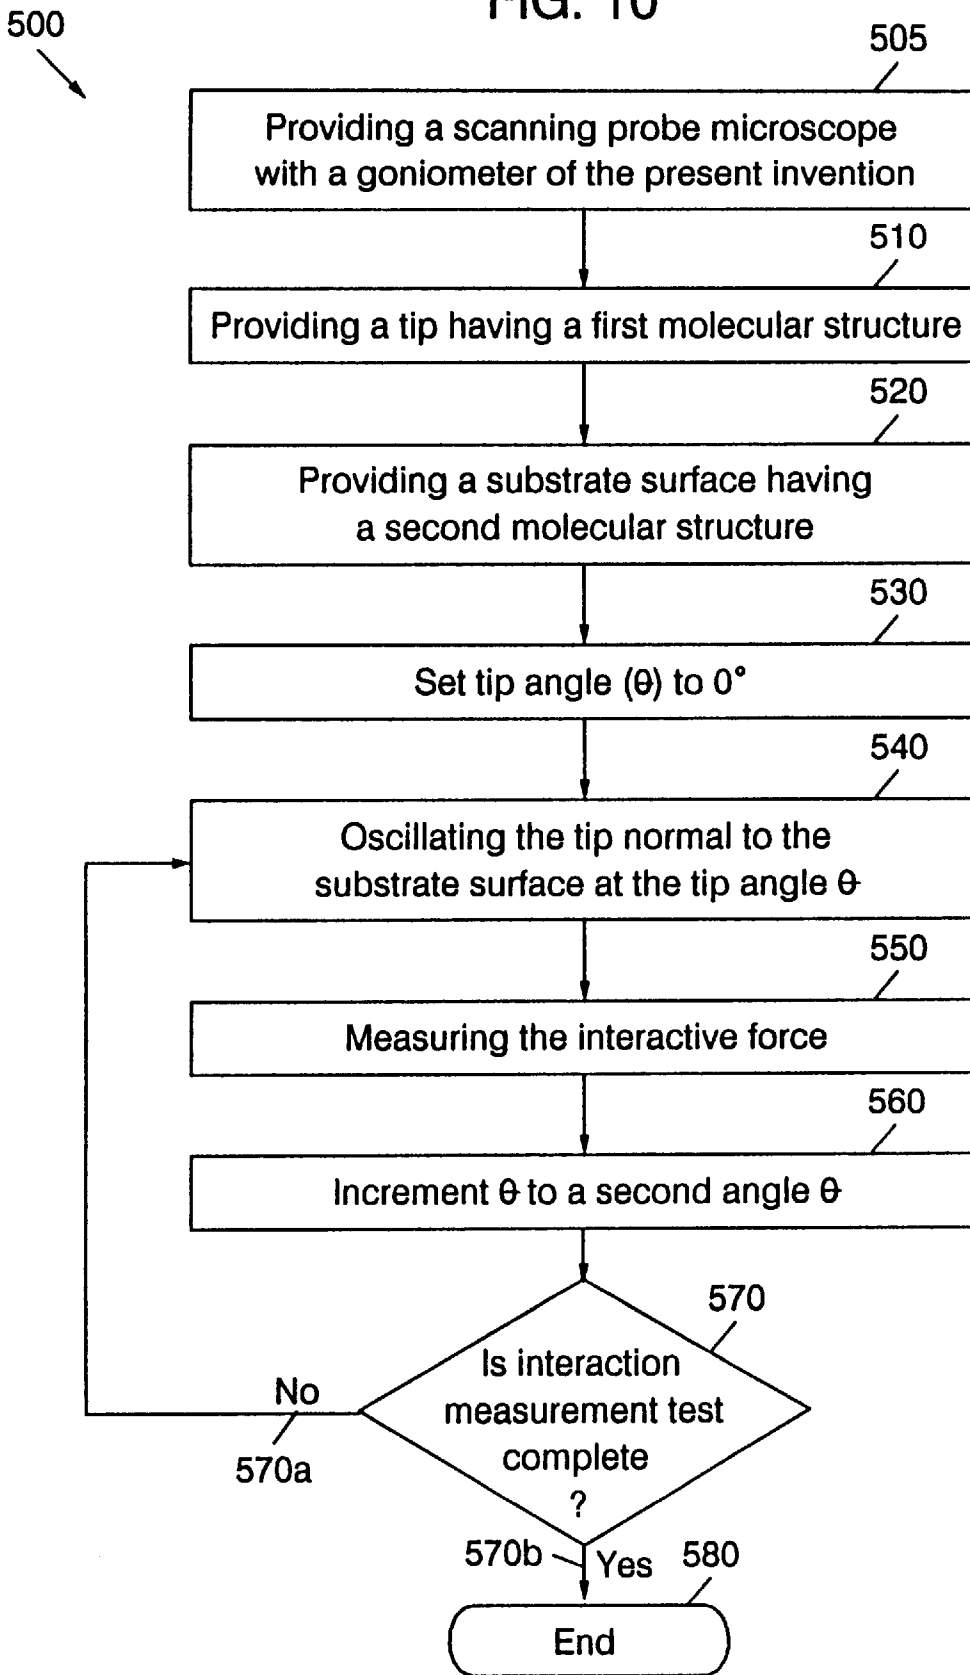 FIG. 10
500
505
Providing a scanning probe microscope
with a goniometer of the present invention
510
Providing a tip having a first molecular structure
520
Providing a substrate surface having
a second molecular structure
530
Set tip angle (θ) to 0°
540
Oscillating the tip normal to the
substrate surface at the tip angle θ
550
Measuring the interactive force
560
Increment θ to a second angle θ
570
Is interaction
measurement test
complete
?
No
570a
570b
Yes
580
End